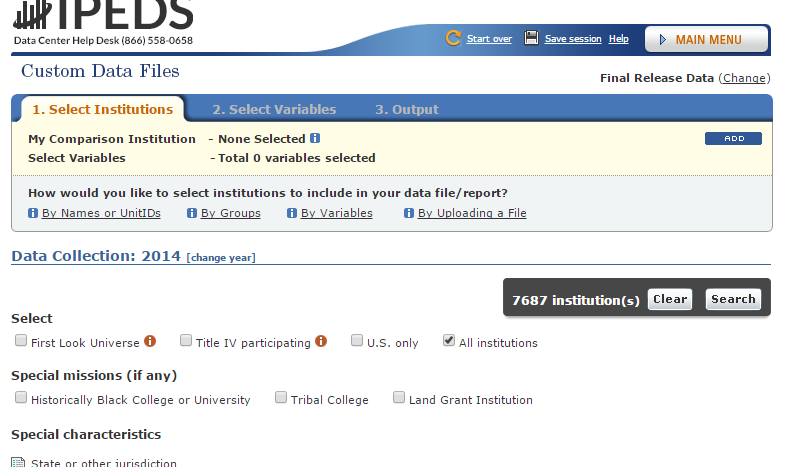 IPEDS
Data Center Help Desk (866) 558-0658
Start over Save session Help MAIN MENU
Custom Data Files
Final Release Data (Change)
1. Select Institutions 2. Select Variables 3. Output
My Comparison Institution - None Selected ADD
Select Variables - Total 0 variables selected
How would you like to select institutions to include in your data file/report?
By Names or UnitIDs By Groups By Variables By Uploading a File
Data Collection: 2014 [change year]
7687 institution(s) Clear Search
Select
First Look Universe Title IV participating U.S. only All institutions
Special missions (if any)
Historically Black College or University Tribal College Land Grant Institution
Special characteristics
State or other jurisdiction